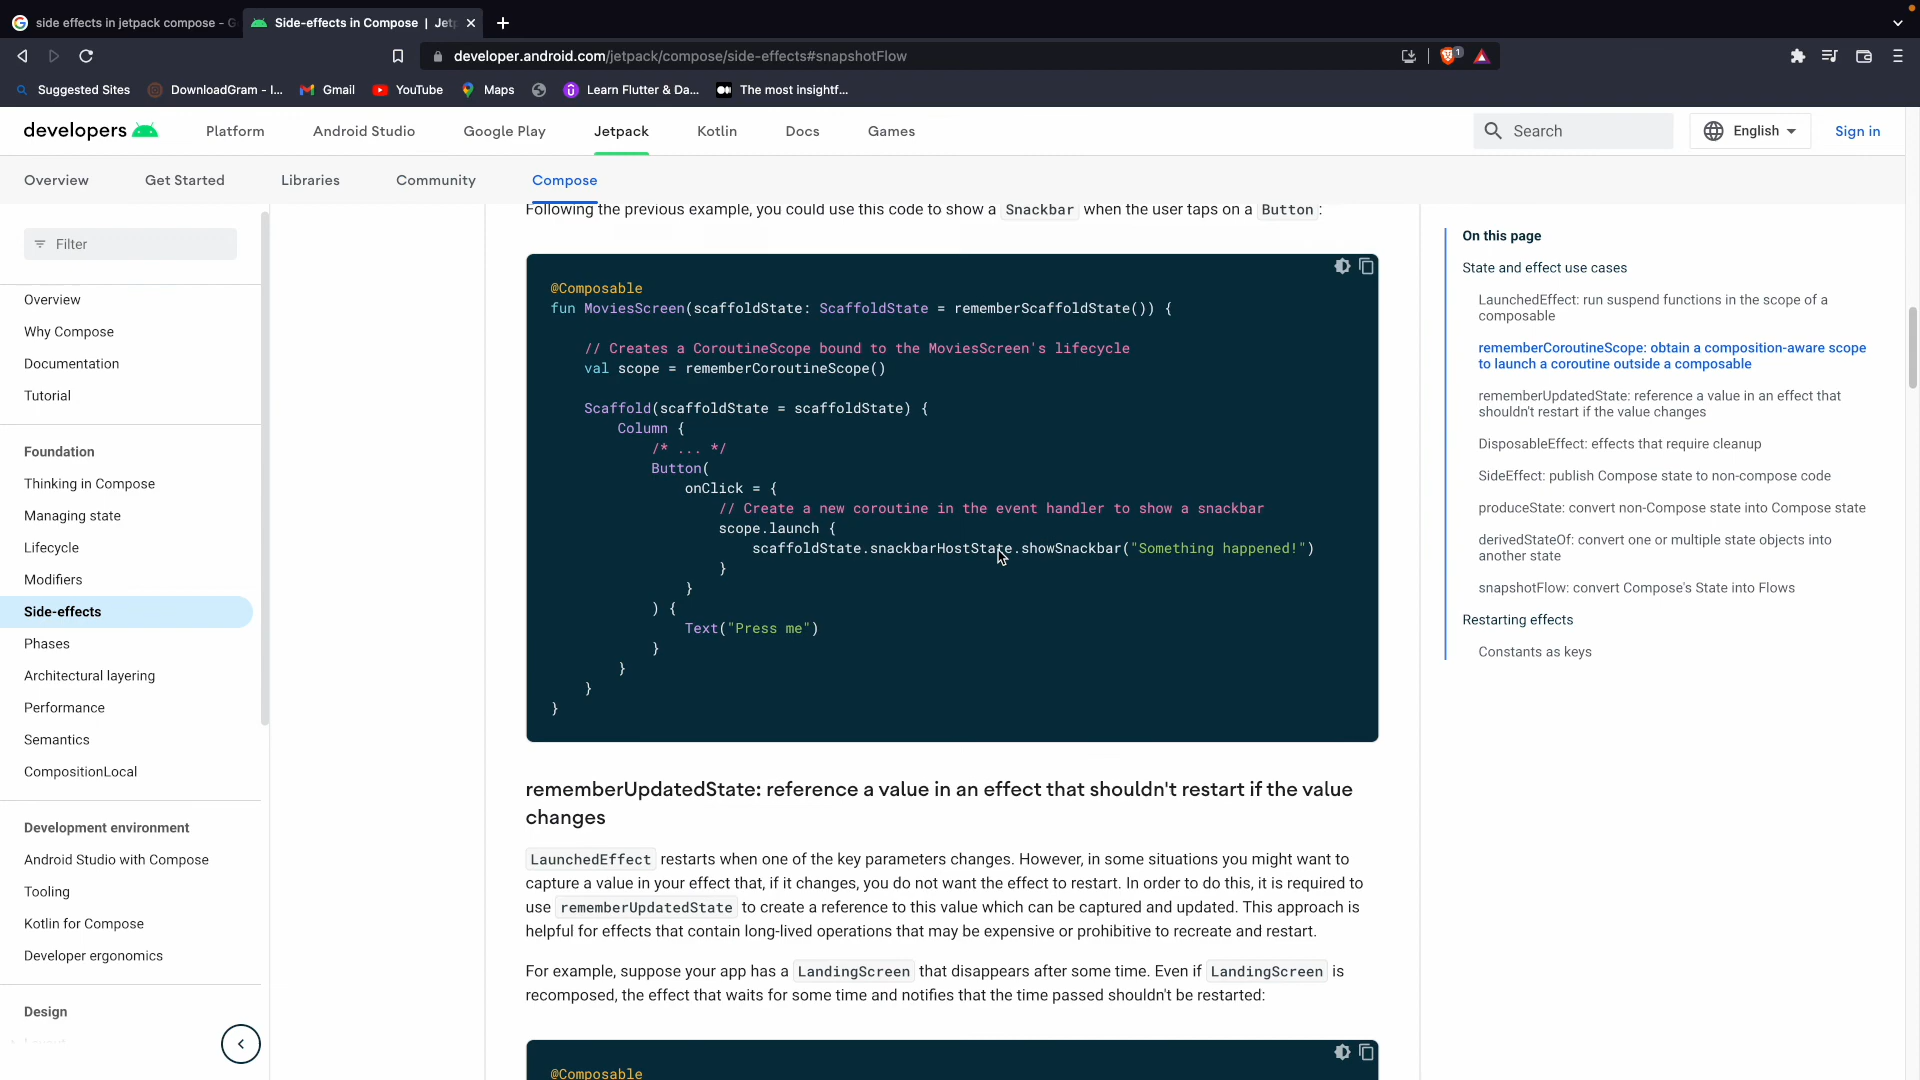 side effects in jetpack compose - G
Side-effects in Compose | Jetp
developer.android.com/jetpack/compose/side-effects#snapshotFlow
1
Suggested Sites
DownloadGram - I...
Gmail
YouTube
Maps
Learn Flutter & Da...
The most insightf...
developers
Platform
Android Studio
Google Play
Jetpack
Kotlin
Docs
Games
Search
English
Sign in
Overview
Get Started
Libraries
Community
Compose
Filter
Overview
Why Compose
Documentation
Tutorial
Foundation
Thinking in Compose
Managing state
Lifecycle
Modifiers
Side-effects
Phases
Architectural layering
Performance
Semantics
CompositionLocal
Development environment
Android Studio with Compose
Tooling
Kotlin for Compose
Developer ergonomics
Design
Following the previous example, you could use this code to show a Snackbar when the user taps on a Button :
@Composable
fun MoviesScreen(scaffoldState: ScaffoldState = rememberScaffoldState()) {
// Creates a CoroutineScope bound to the MoviesScreen's lifecycle
val scope = rememberCoroutineScope()
Scaffold(scaffoldState = scaffoldState) {
Column {
/* ... */
Button(
onClick = {
// Create a new coroutine in the event handler to show a snackbar
scope.launch {
scaffoldState.snackbarHostState.showSnackbar("Something happened!")
}
}
) {
Text("Press me")
}
}
}
}
rememberUpdatedState: reference a value in an effect that shouldn't restart if the value
changes
LaunchedEffect restarts when one of the key parameters changes. However, in some situations you might want to
capture a value in your effect that, if it changes, you do not want the effect to restart. In order to do this, it is required to
use rememberUpdatedState to create a reference to this value which can be captured and updated. This approach is
helpful for effects that contain long-lived operations that may be expensive or prohibitive to recreate and restart.
For example, suppose your app has a LandingScreen that disappears after some time. Even if LandingScreen is
recomposed, the effect that waits for some time and notifies that the time passed shouldn't be restarted:
@Composable
On this page
State and effect use cases
LaunchedEffect: run suspend functions in the scope of a
composable
rememberCoroutineScope: obtain a composition-aware scope
to launch a coroutine outside a composable
rememberUpdatedState: reference a value in an effect that
shouldn't restart if the value changes
DisposableEffect: effects that require cleanup
SideEffect: publish Compose state to non-compose code
produceState: convert non-Compose state into Compose state
derivedStateOf: convert one or multiple state objects into
another state
snapshotFlow: convert Compose's State into Flows
Restarting effects
Constants as keys